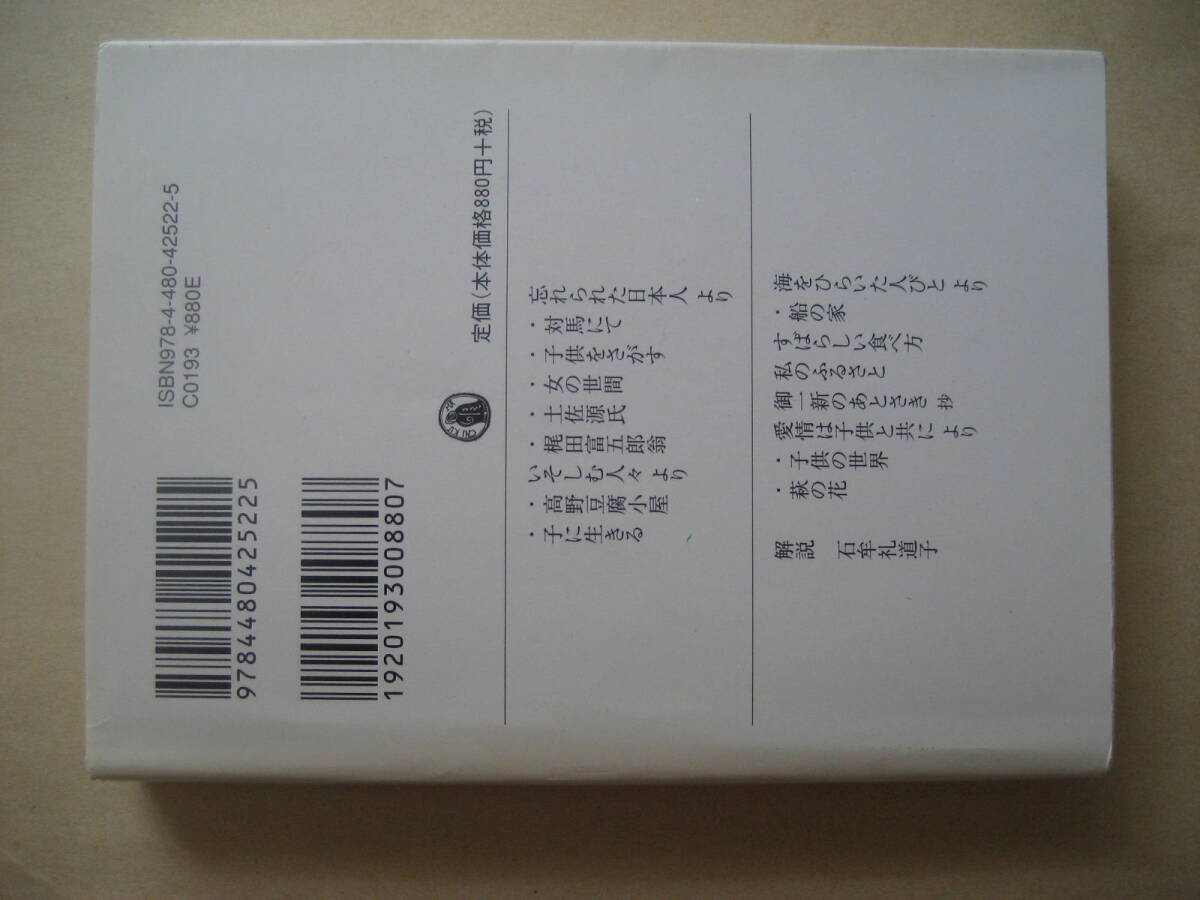 ISBN978-4-480-42522-5
C0193 ¥880E
定価(本体価格880円+税)
9784480425225
1920193008807
忘れられた日本人 より
・対馬にて
・子供をさがす
・女の世間
・土佐源氏
・梶田富五郎翁
いそしむ人々 より
・高野豆腐小屋
・子に生きる
海をひらいた人びと より
・船の家
すばらしい食べ方
私のふるさと
御一新のあとさき 抄
愛情は子供と共に より
・子供の世界
・萩の花
解説 石牟礼道子